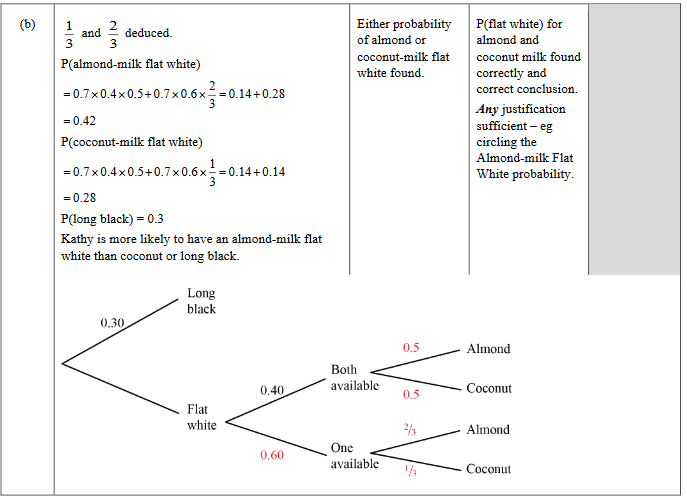 (b)
1/3 and 2/3 deduced.
P(almond-milk flat white)
= 0.7 × 0.4 × 0.5 + 0.7 × 0.6 × 2/3 = 0.14 + 0.28
= 0.42
P(coconut-milk flat white)
= 0.7 × 0.4 × 0.5 + 0.7 × 0.6 × 1/3 = 0.14 + 0.14
= 0.28
P(long black) = 0.3
Kathy is more likely to have an almond-milk flat
white than coconut or long black.
Either probability
of almond or
coconut-milk flat
white found.
P(flat white) for
almond and
coconut milk found
correctly and
correct conclusion.
Any justification
sufficient – eg
circling the
Almond-milk Flat
White probability.
Long
black
0.30
Flat
white
0.40
0.60
Both
available
0.5
Almond
0.5
Coconut
One
available
2/3
Almond
1/3
Coconut